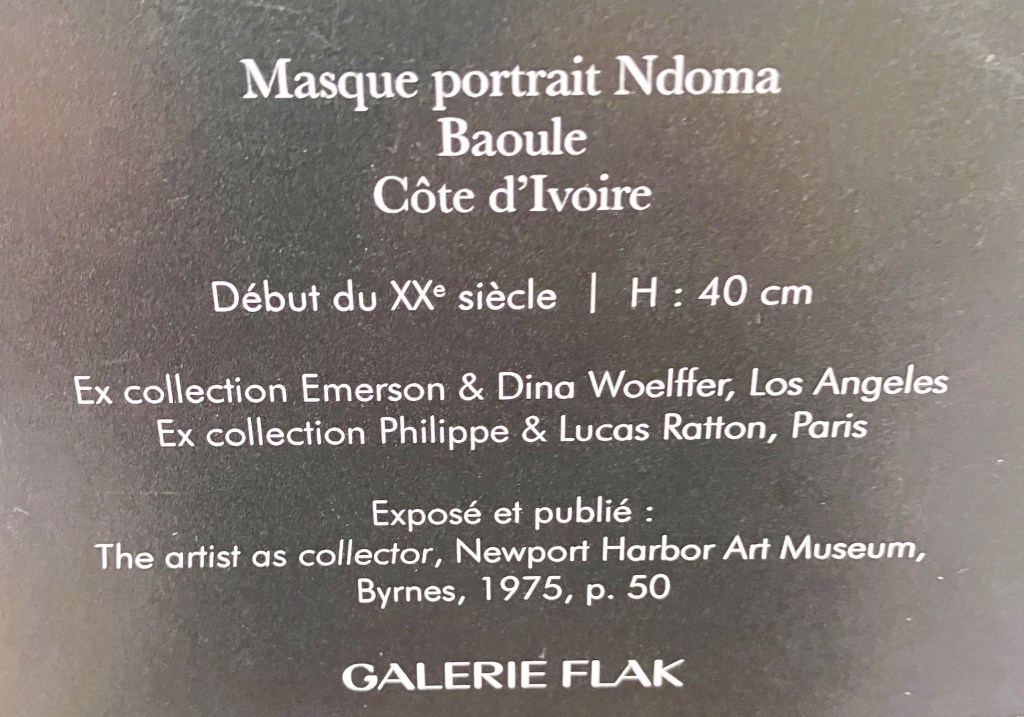 Masque portrait Ndoma
Baoule
Côte d'Ivoire
Début du XXe siècle | H : 40 cm
Ex collection Emerson & Dina Woelffer, Los Angeles
Ex collection Philippe & Lucas Ratton, Paris
Exposé et publié :
The artist as collector, Newport Harbor Art Museum,
Byrnes, 1975, p. 50
GALERIE FLAK